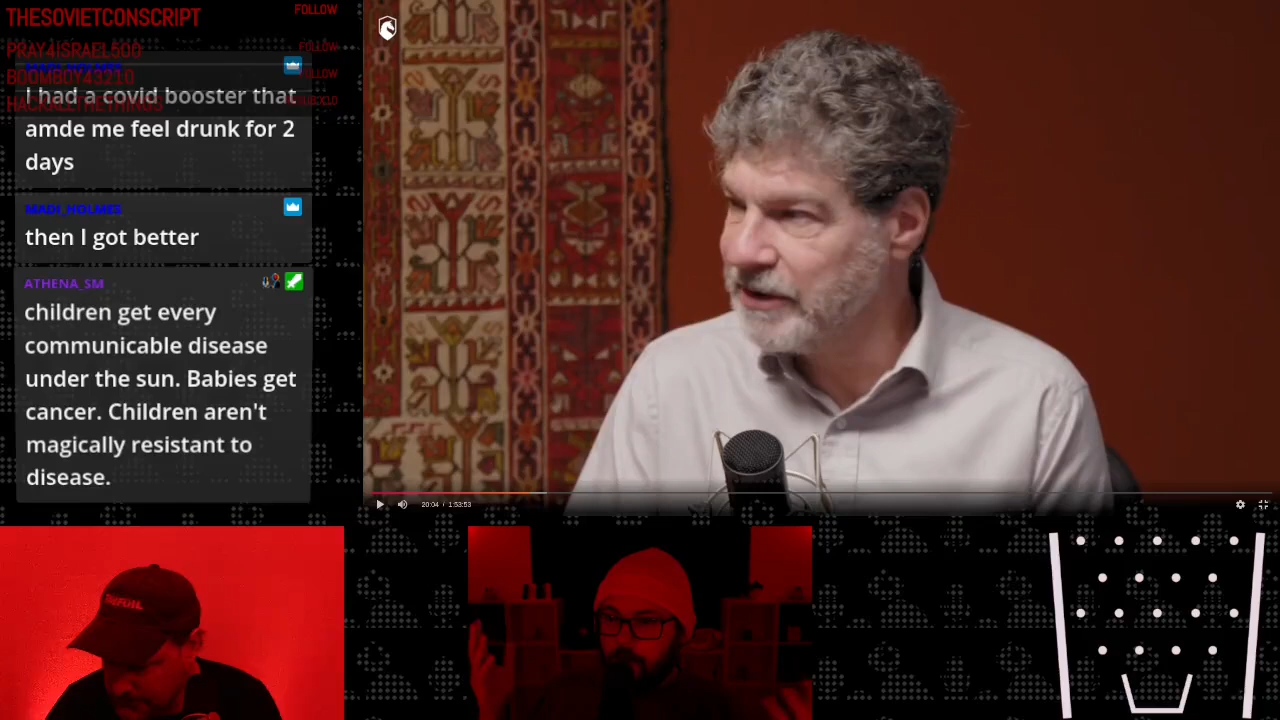 THESOVIETCONSCRIPT FOLLOW
PRAY4ISRAEL500 FOLLOW
BOOMBOY43210 FOLLOW
I had a covid booster that
amde me feel drunk for 2
days
MADI_HOLMES
then I got better
ATHENA_SM
children get every
communicable disease
under the sun. Babies get
cancer. Children aren't
magically resistant to
disease.
20:04 / 1:53:53